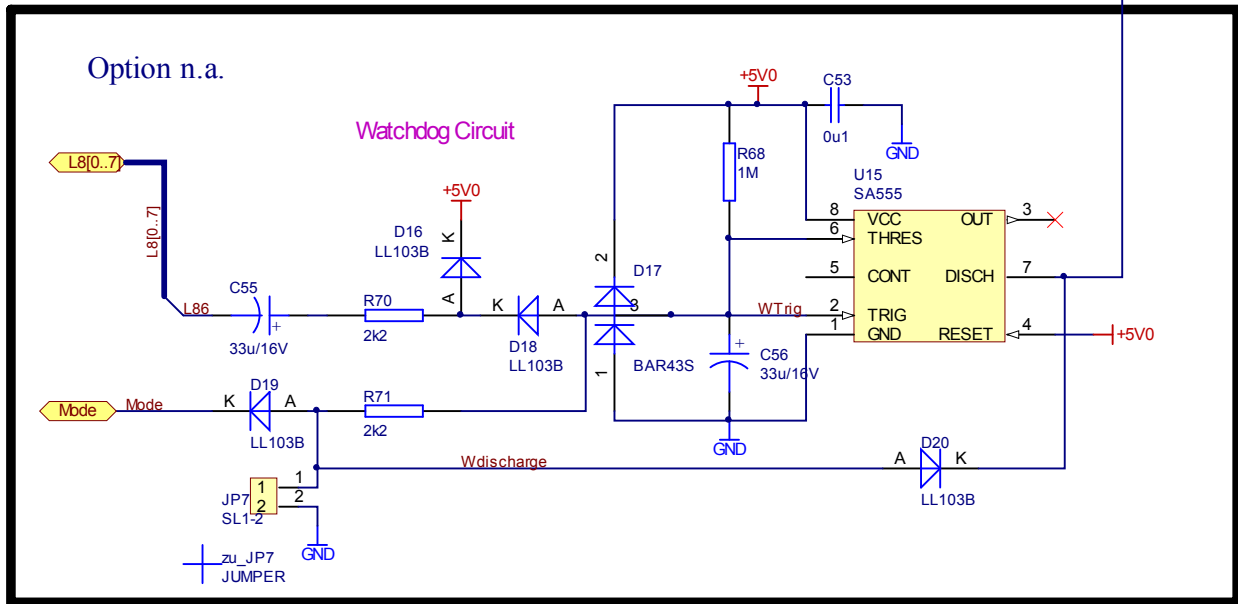 Option n.a.
+5V0
C53
0u1
GND
Watchdog Circuit
L8[0..7]
L8[0..7]
R68
1M
U15
SA555
+5V0
D16
LL103B
K
A
8 VCC OUT 3
6 THRES
5 CONT DISCH 7
2 TRIG
1 GND RESET 4
+5V0
2
D17
3
1
BAR43S
WTrig
C55
L86
+
33u/16V
R70
2k2
K A
D18
LL103B
+
C56
33u/16V
GND
Mode
Mode
K D19 A
LL103B
R71
2k2
Wdischarge
D20
A K
LL103B
1 1
2 2
JP7
SL1-2
GND
zu_JP7
JUMPER